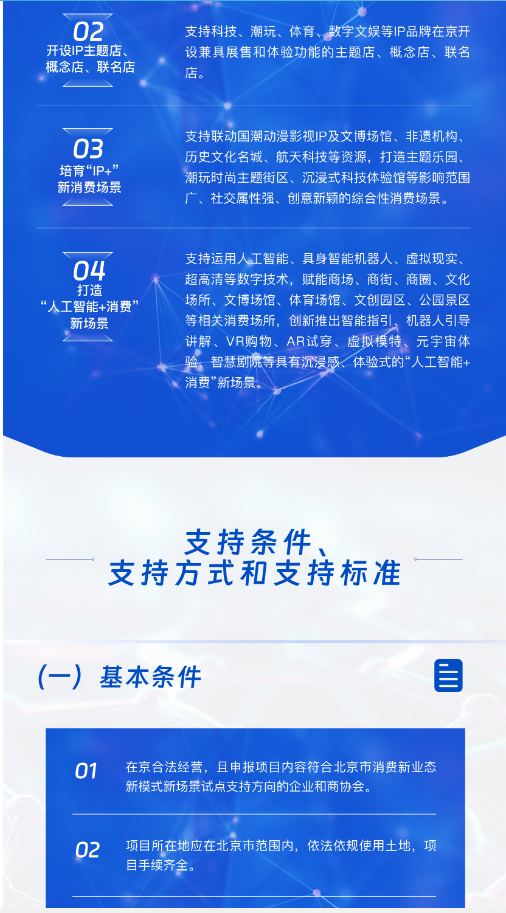 02
开设IP主题店、
概念店、联名店
支持科技、潮玩、体育、数字文娱等IP品牌在京开
设兼具展售和体验功能的主题店、概念店、联名
店。
03
培育“IP+”
新消费场景
支持联动国潮动漫影视IP及文博场馆、非遗机构、
历史文化名城、航天科技等资源，打造主题乐园、
潮玩时尚主题街区、沉浸式科技体验馆等影响范围
广、社交属性强、创意新颖的综合性消费场景。
04
打造
“人工智能+消费”
新场景
支持运用人工智能、具身智能机器人、虚拟现实、
超高清等数字技术，赋能商场、商街、商圈、文化
场所、文博场馆、体育场馆、文创园区、公园景区
等相关消费场所，创新推出智能指引、机器人引导
讲解、VR购物、AR试穿、虚拟模特、元宇宙体
验、智慧剧院等具有沉浸感、体验式的“人工智能+
消费”新场景。
支持条件、
支持方式和支持标准
（一）基本条件
01
在京合法经营，且申报项目内容符合北京市消费新业态
新模式新场景试点支持方向的企业和商协会。
02
项目所在地应在北京市范围内，依法依规使用土地，项
目手续齐全。